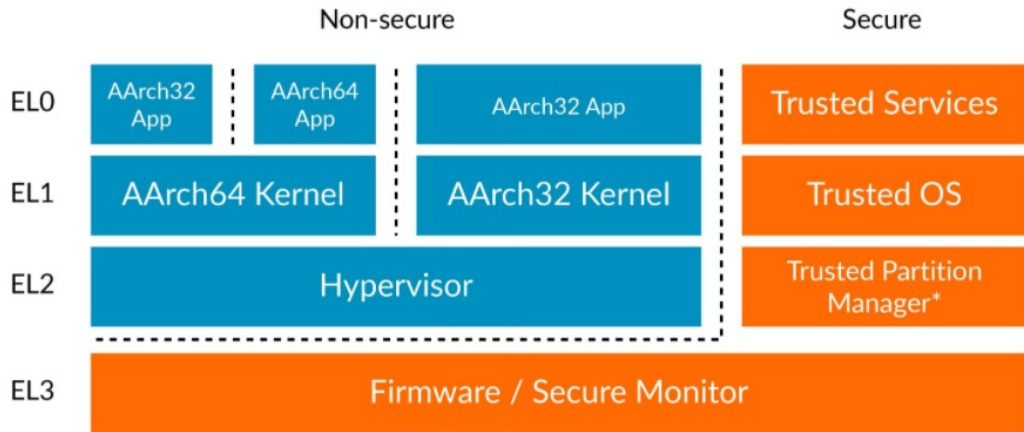 Non-secure
Secure
EL0
AArch32
App
AArch64
App
AArch32 App
Trusted Services
EL1
AArch64 Kernel
AArch32 Kernel
Trusted OS
EL2
Hypervisor
Trusted Partition
Manager*
EL3
Firmware / Secure Monitor